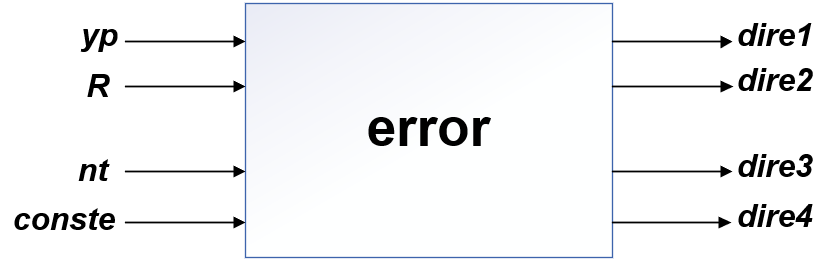 yp
R
nt
conste
error
dire1
dire2
dire3
dire4